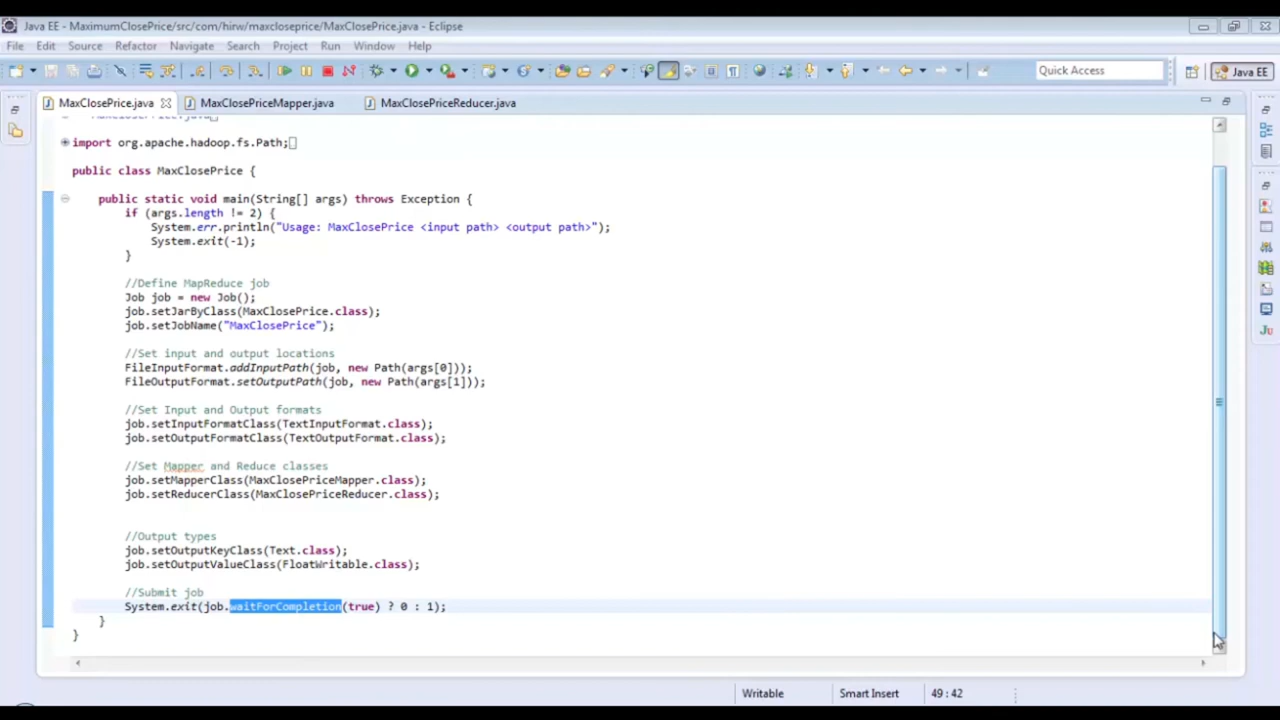 Java EE - MaximumClosePrice/src/com/hirw/maxcloseprice/MaxClosePrice.java - Eclipse
File Edit Source Refactor Navigate Search Project Run Window Help
Quick Access
Java EE
MaxClosePrice.java
MaxClosePriceMapper.java
MaxClosePriceReducer.java
import org.apache.hadoop.fs.Path;
public class MaxClosePrice {
public static void main(String[] args) throws Exception {
if (args.length != 2) {
System.err.println("Usage: MaxClosePrice <input path> <output path>");
System.exit(-1);
}
//Define MapReduce job
Job job = new Job();
job.setJarByClass(MaxClosePrice.class);
job.setJobName("MaxClosePrice");
//Set input and output locations
FileInputFormat.addInputPath(job, new Path(args[0]));
FileOutputFormat.setOutputPath(job, new Path(args[1]));
//Set Input and Output formats
job.setInputFormatClass(TextInputFormat.class);
job.setOutputFormatClass(TextOutputFormat.class);
//Set Mapper and Reduce classes
job.setMapperClass(MaxClosePriceMapper.class);
job.setReducerClass(MaxClosePriceReducer.class);
//Output types
job.setOutputKeyClass(Text.class);
job.setOutputValueClass(FloatWritable.class);
//Submit job
System.exit(job.waitForCompletion(true) ? 0 : 1);
}
}
Ju
Writable
Smart Insert
49 : 42